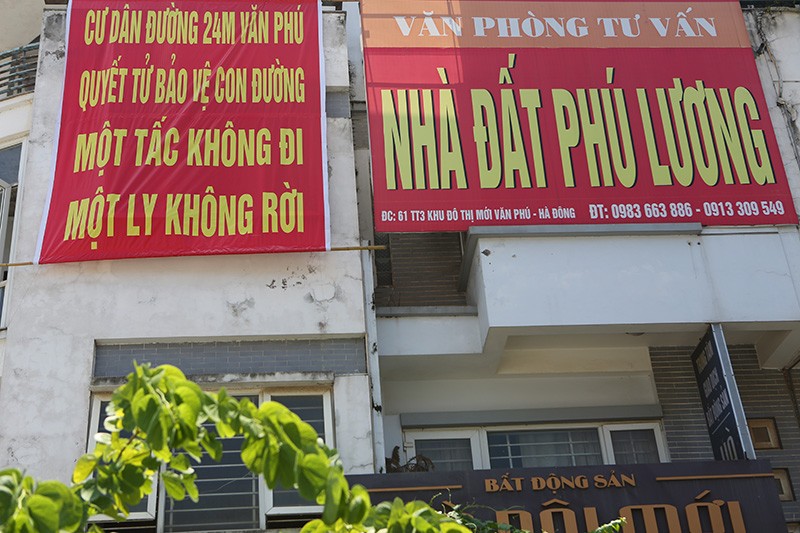 CƯ DÂN ĐƯỜNG 24M VĂN PHÚ
QUYẾT TỬ BẢO VỆ CON ĐƯỜNG
MỘT TẤC KHÔNG ĐI
MỘT LY KHÔNG RỜI
VĂN PHÒNG TƯ VẤN
NHÀ ĐẤT PHÚ LƯƠNG
ĐC: 61 TT3 KHU ĐÔ THỊ MỚI VĂN PHÚ - HÀ ĐÔNG ĐT: 0983 663 886 - 0913 309 549
BẤT ĐỘNG SẢN
MỚI